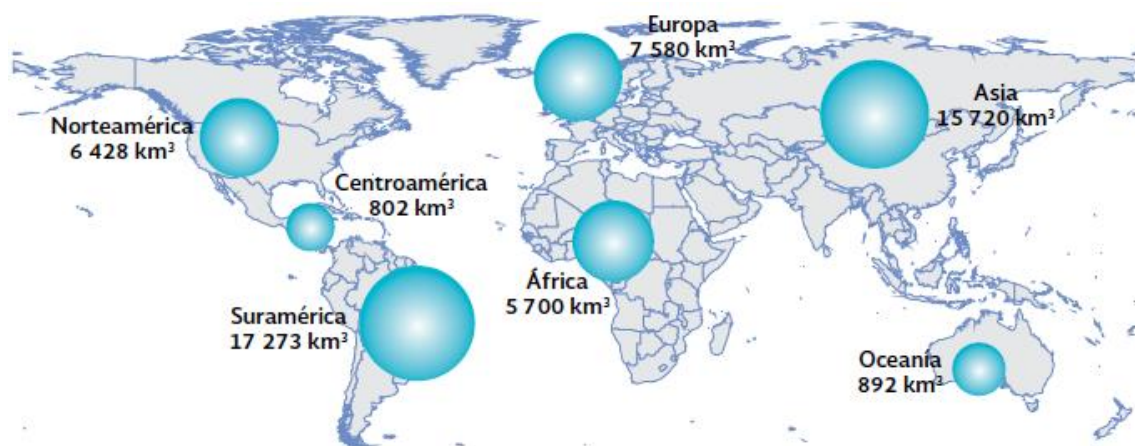 Europa
7 580 km³
Asia
15 720 km³
Norteamérica
6 428 km³
Centroamérica
802 km³
África
5 700 km³
Suramérica
17 273 km³
Oceanía
892 km³